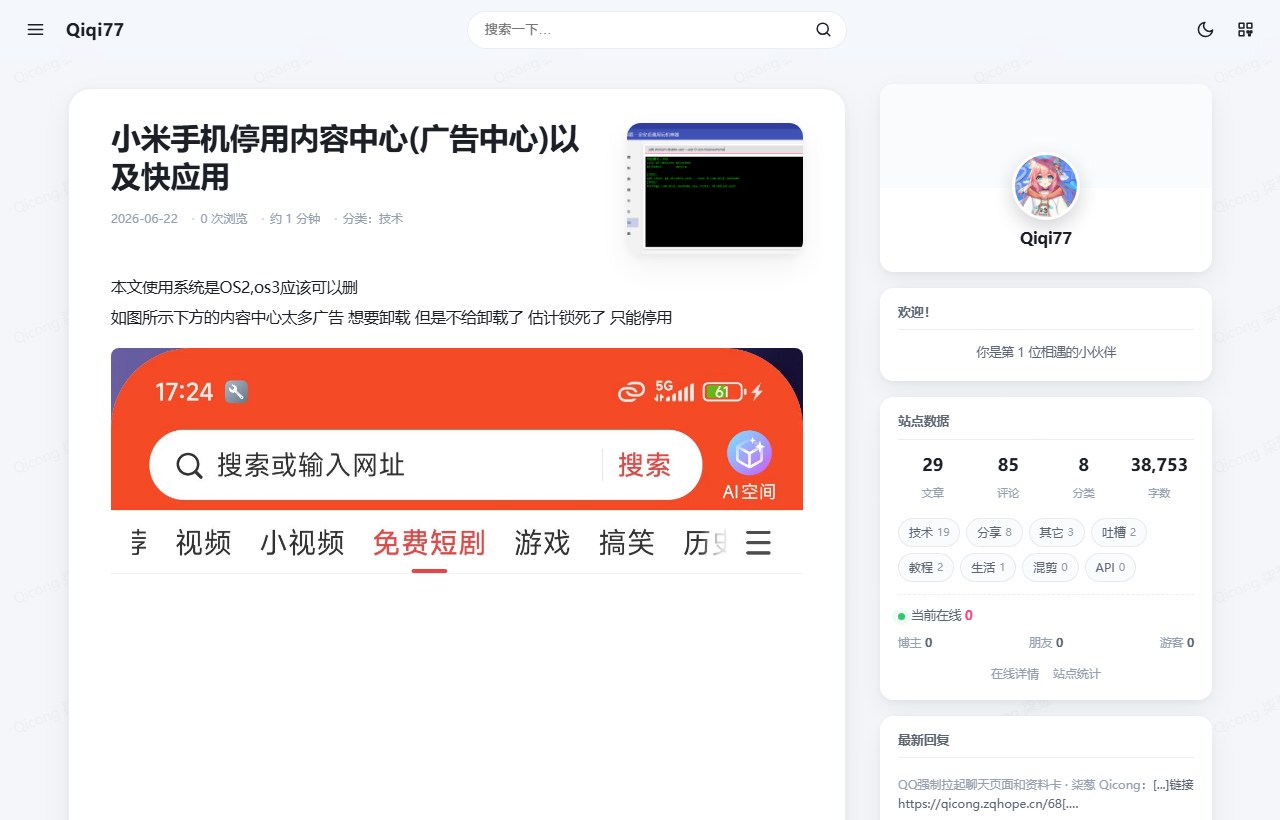 Qiqi77
搜索一下…
小米手机停用内容中心(广告中心)以
及快应用
2026-06-22 · 0 次浏览 · 约 1 分钟 · 分类：技术
本文使用系统是OS2,os3应该可以删
如图所示下方的内容中心太多广告 想要卸载 但是不给卸载了 估计锁死了 只能停用
17:24 5G 61
搜索或输入网址 搜索
AI空间
视频 小视频 免费短剧 游戏 搞笑 历史
Qiqi77
欢迎！
你是第 1 位相遇的小伙伴
站点数据
29 85 8 38,753
文章 评论 分类 字数
技术 19 分享 8 其它 3 吐槽 2
教程 2 生活 1 混剪 0 API 0
当前在线 0
博主 0 朋友 0 游客 0
在线详情 站点统计
最新回复
QQ强制拉起聊天页面和资料卡 · 柒葱 Qicong：[...]链接
https://qicong.zqhope.cn/68[....